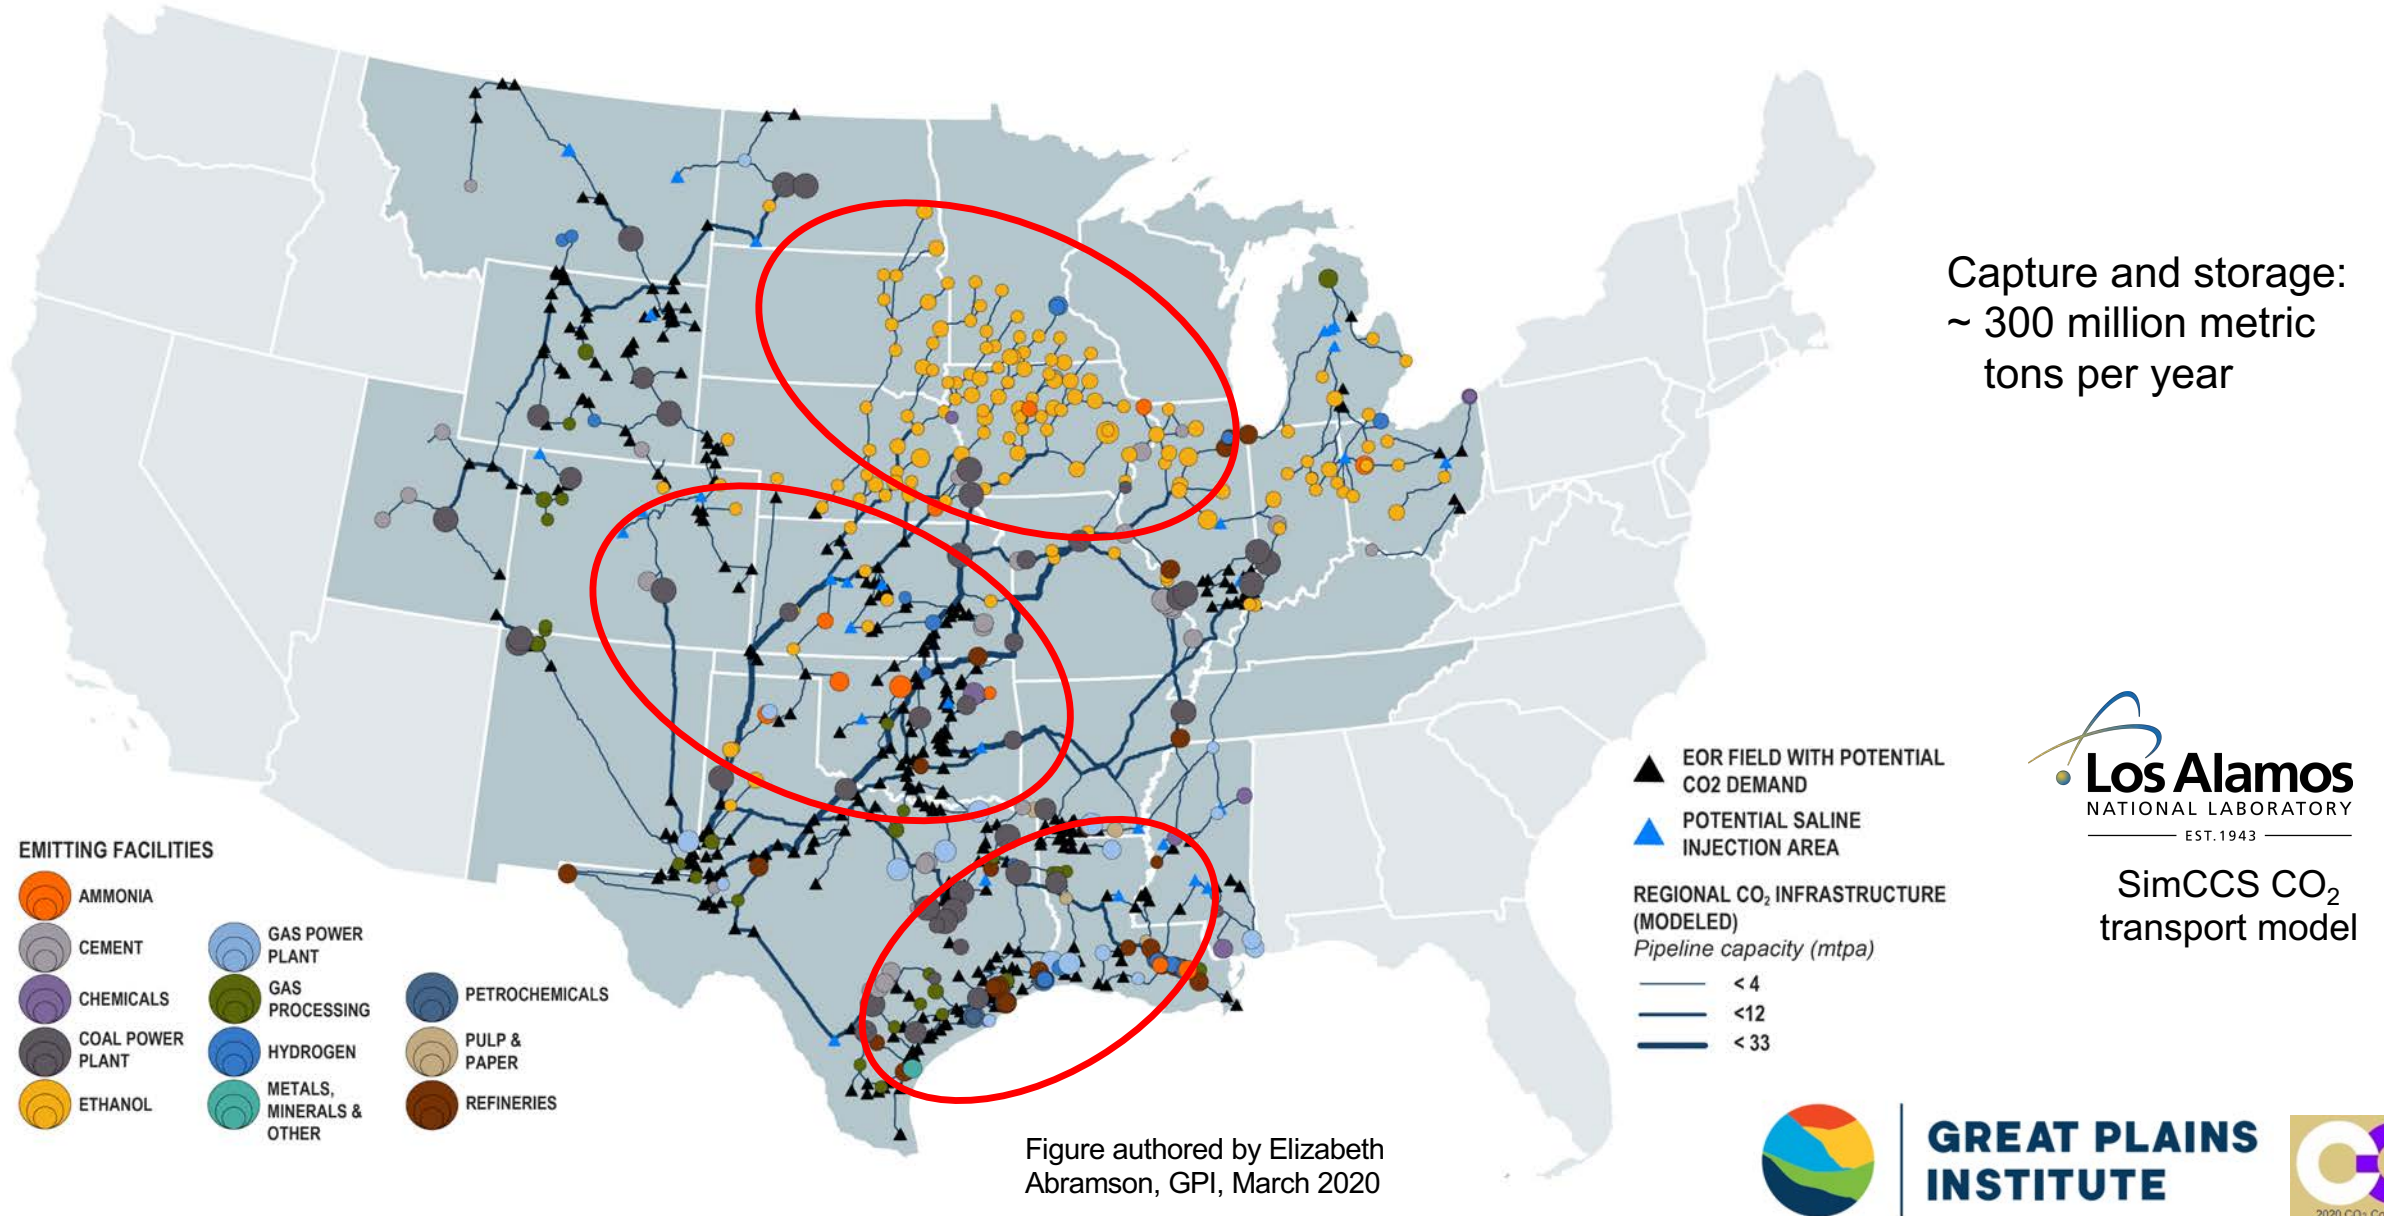 Capture and storage:
~ 300 million metric
tons per year
EOR FIELD WITH POTENTIAL
CO2 DEMAND
POTENTIAL SALINE
INJECTION AREA
REGIONAL CO₂ INFRASTRUCTURE
(MODELED)
Pipeline capacity (mtpa)
< 4
<12
< 33
Los Alamos
NATIONAL LABORATORY
EST.1943
SimCCS CO₂
transport model
EMITTING FACILITIES
AMMONIA
CEMENT
CHEMICALS
COAL POWER
PLANT
ETHANOL
GAS POWER
PLANT
GAS
PROCESSING
HYDROGEN
METALS,
MINERALS &
OTHER
PETROCHEMICALS
PULP &
PAPER
REFINERIES
Figure authored by Elizabeth
Abramson, GPI, March 2020
GREAT PLAINS
INSTITUTE